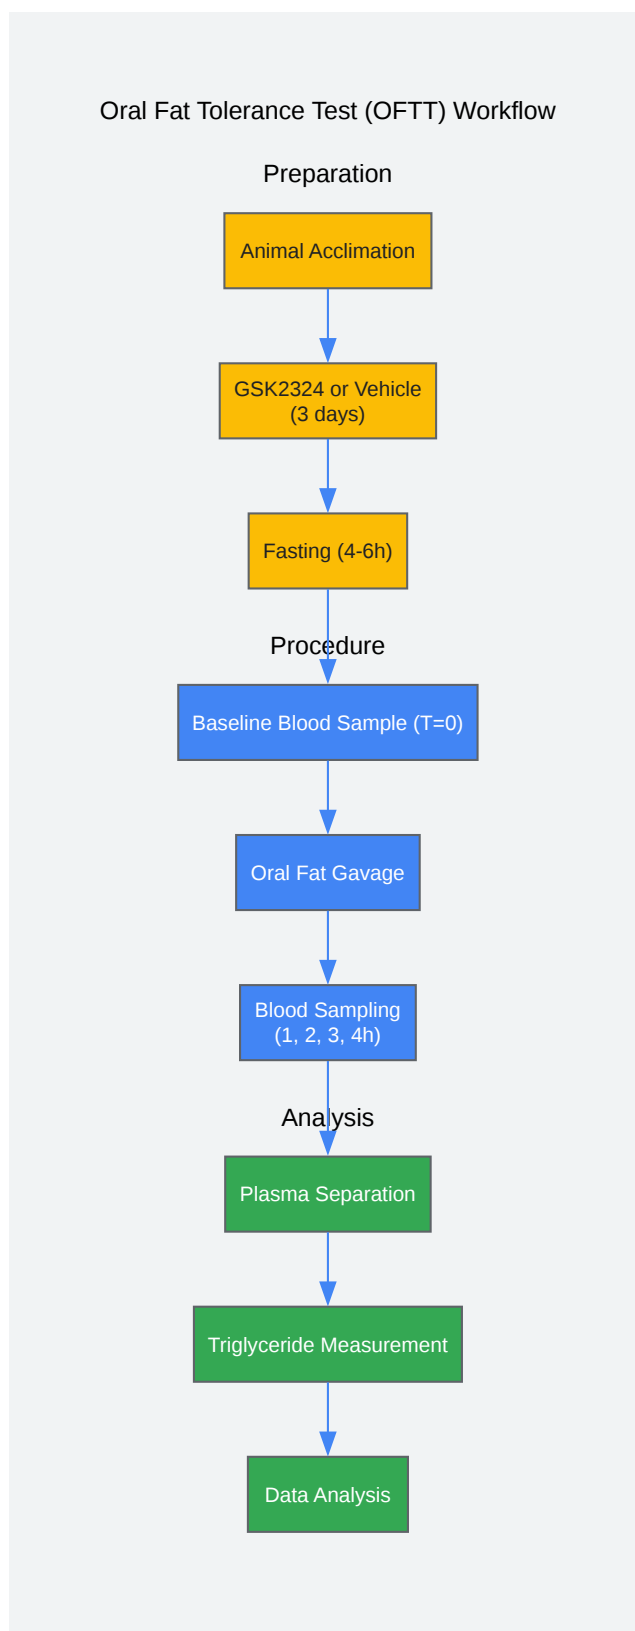 Oral Fat Tolerance Test (OFTT) Workflow
Preparation
Animal Acclimation
GSK2324 or Vehicle
(3 days)
Fasting (4-6h)
Procedure
Baseline Blood Sample (T=0)
Oral Fat Gavage
Blood Sampling
(1, 2, 3, 4h)
Analysis
Plasma Separation
Triglyceride Measurement
Data Analysis